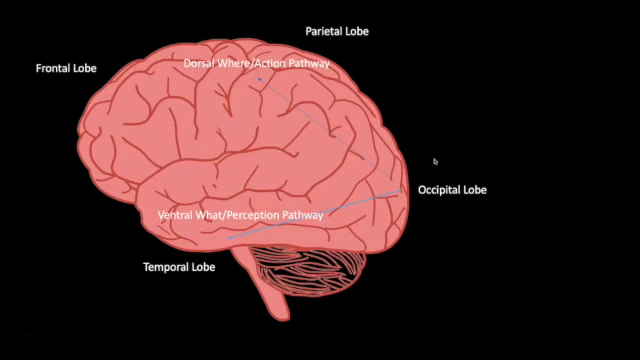 Parietal Lobe
Frontal Lobe
Dorsal Where/Action Pathway
Occipital Lobe
Ventral What/Perception Pathway
Temporal Lobe